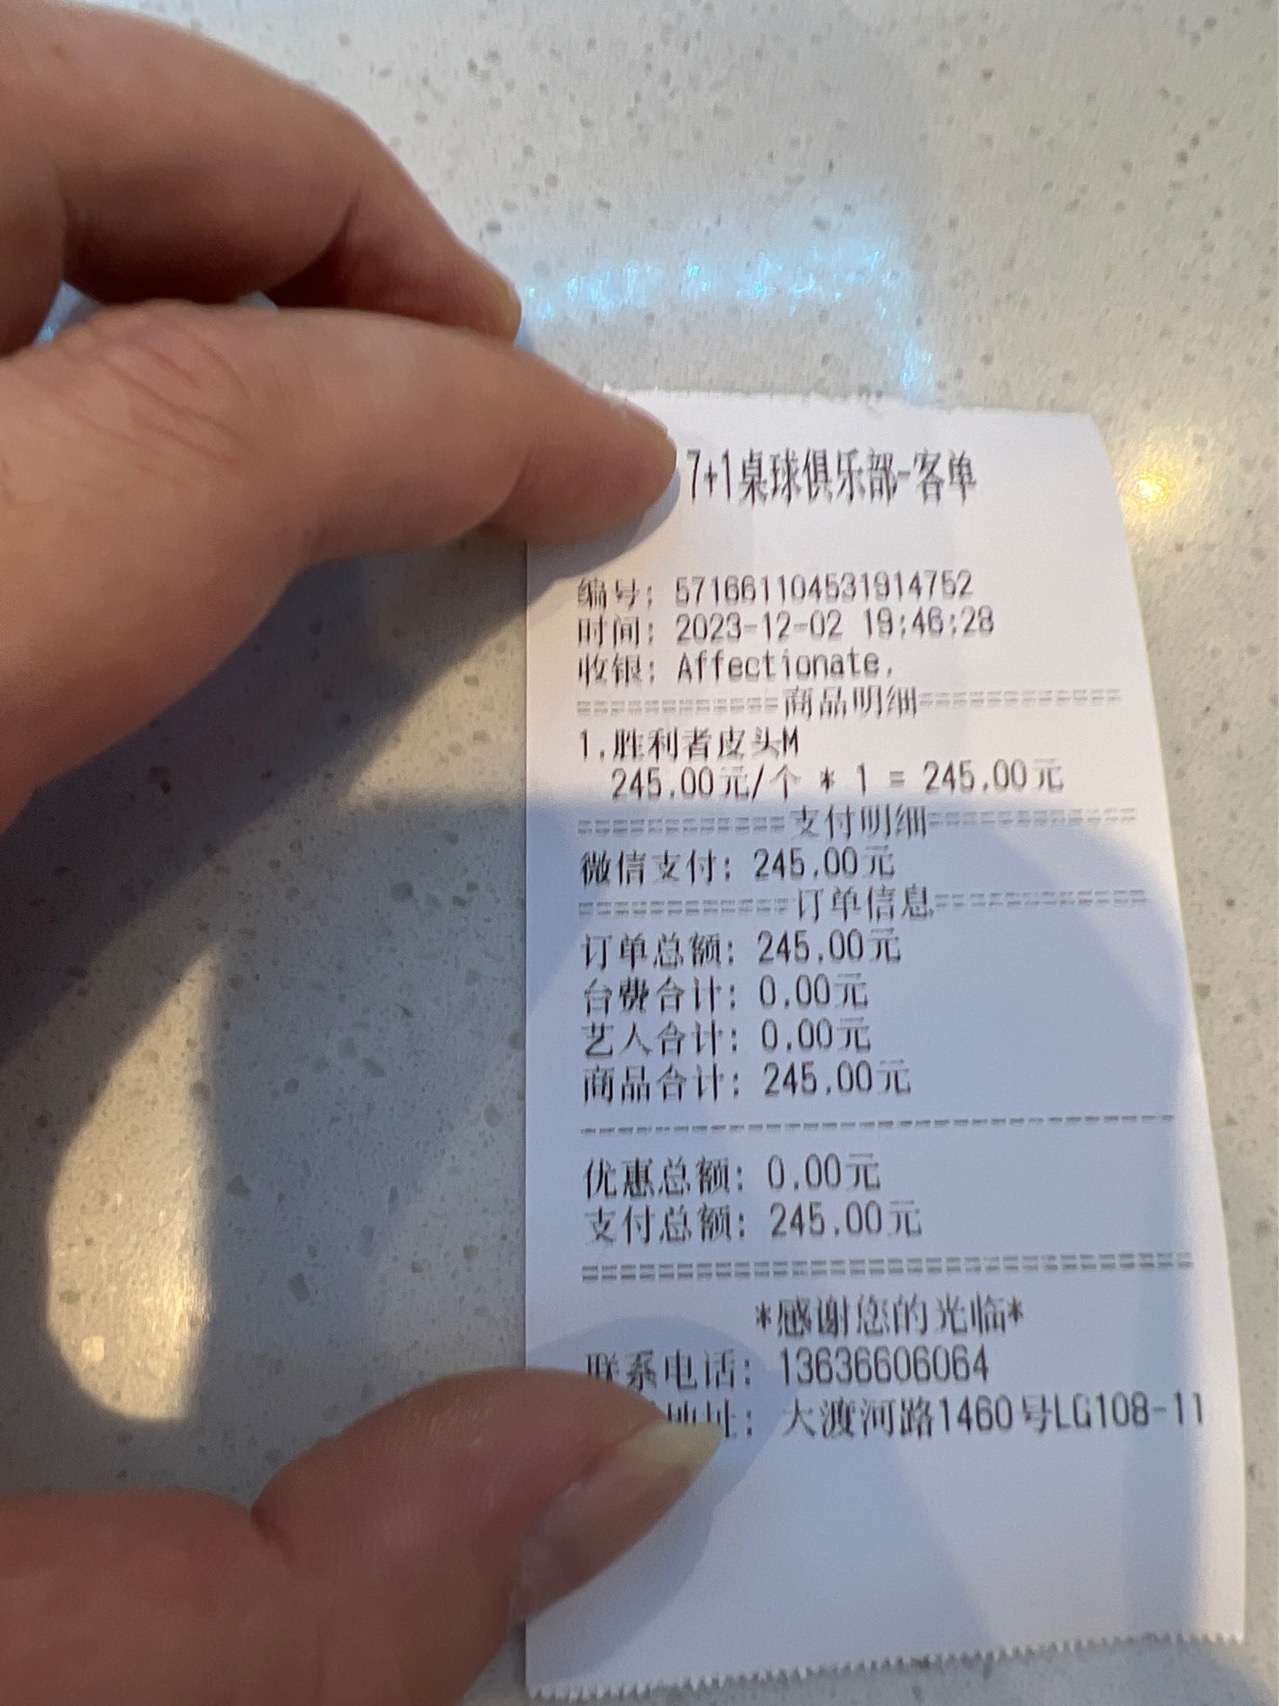 7+1桌球俱乐部-客单
编号: 571661104531914752
时间: 2023-12-02 19:46:28
收银: Affectionate,
============商品明细============
1.胜利者皮头M
245.00元/个 * 1 = 245.00元
============支付明细============
微信支付: 245.00元
============订单信息============
订单总额: 245.00元
台费合计: 0.00元
艺人合计: 0.00元
商品合计: 245.00元
--------------------------------
优惠总额: 0.00元
支付总额: 245.00元
================================
*感谢您的光临*
联系电话: 13636606064
地址: 大渡河路1460号LG108-11